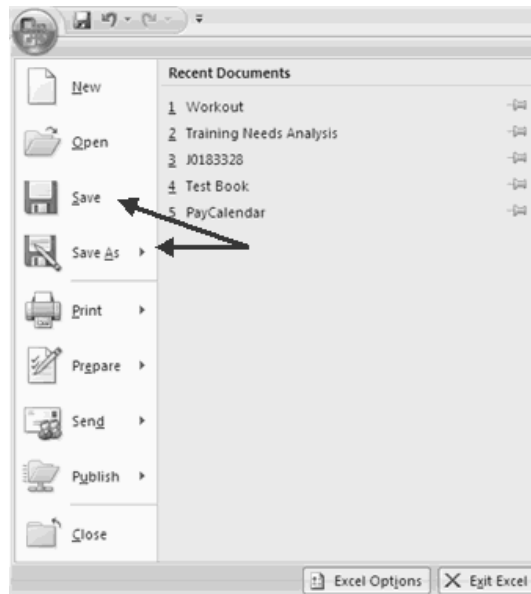 Recent Documents
New
1 Workout
2 Training Needs Analysis
3 J0183328
4 Test Book
5 PayCalendar
Open
Save
Save As
Print
Prepare
Send
Publish
Close
Excel Options
Exit Excel